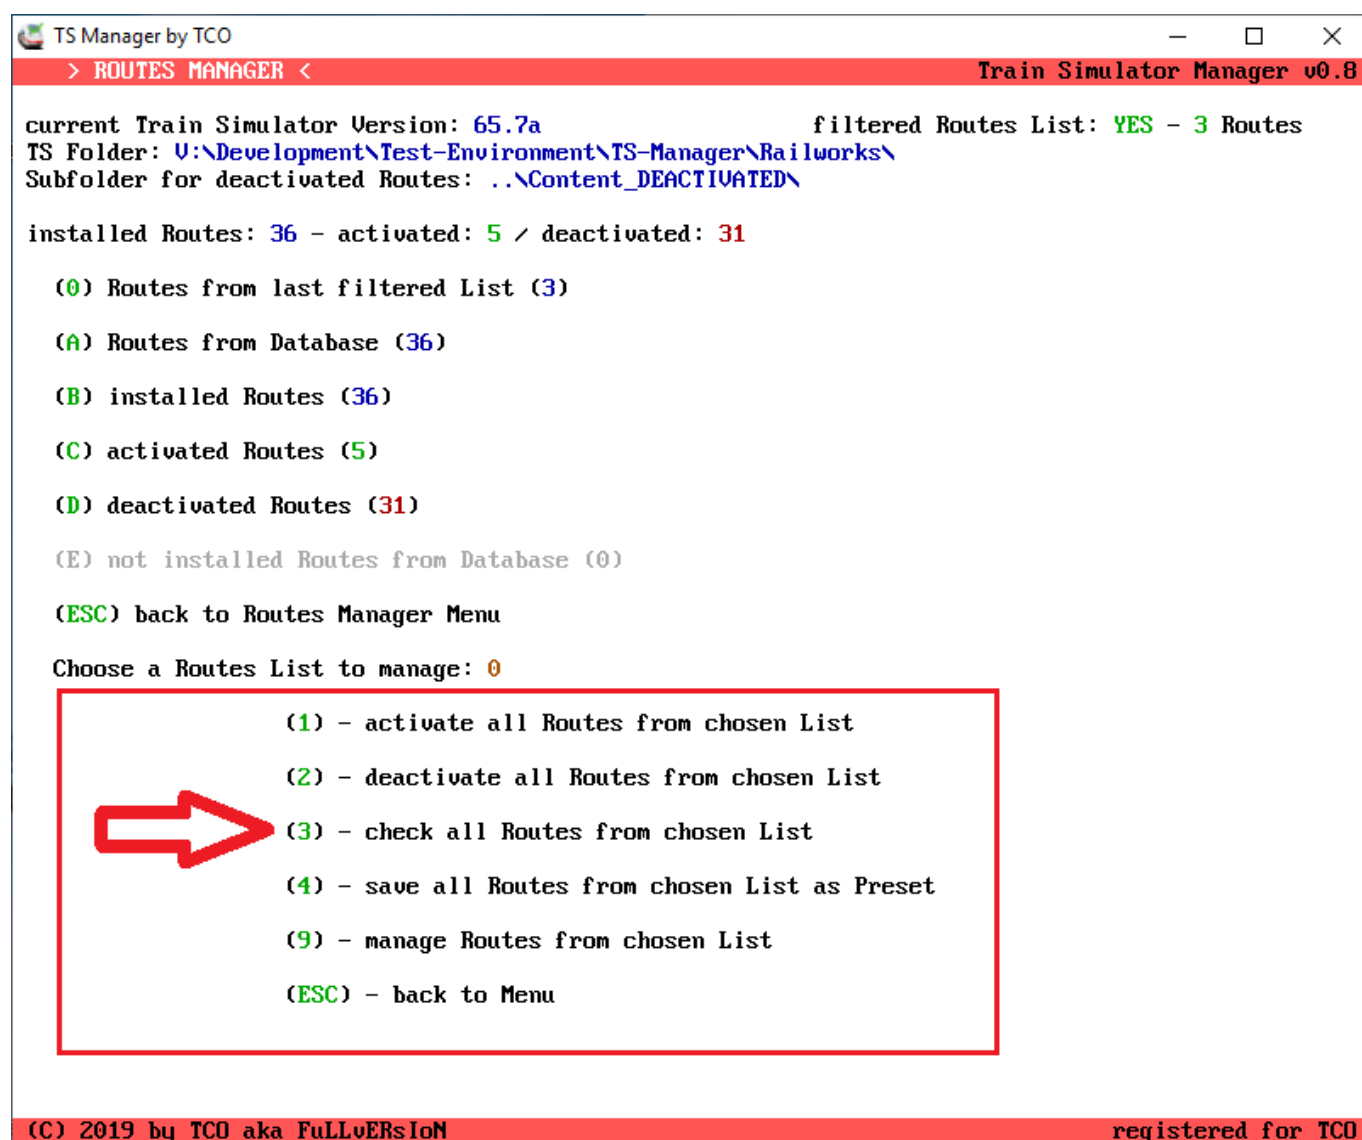 TS Manager by TCO
> ROUTES MANAGER < Train Simulator Manager v0.8
current Train Simulator Version: 65.7a filtered Routes List: YES - 3 Routes
TS Folder: V:\Development\Test-Environment\TS-Manager\Railworks\
Subfolder for deactivated Routes: ..\Content_DEACTIVATED\
installed Routes: 36 - activated: 5 / deactivated: 31
(0) Routes from last filtered List (3)
(A) Routes from Database (36)
(B) installed Routes (36)
(C) activated Routes (5)
(D) deactivated Routes (31)
(E) not installed Routes from Database (0)
(ESC) back to Routes Manager Menu
Choose a Routes List to manage: 0
(1) - activate all Routes from chosen List
(2) - deactivate all Routes from chosen List
(3) - check all Routes from chosen List
(4) - save all Routes from chosen List as Preset
(9) - manage Routes from chosen List
(ESC) - back to Menu
(C) 2019 by TCO aka FuLLvERsIoN registered for TCO